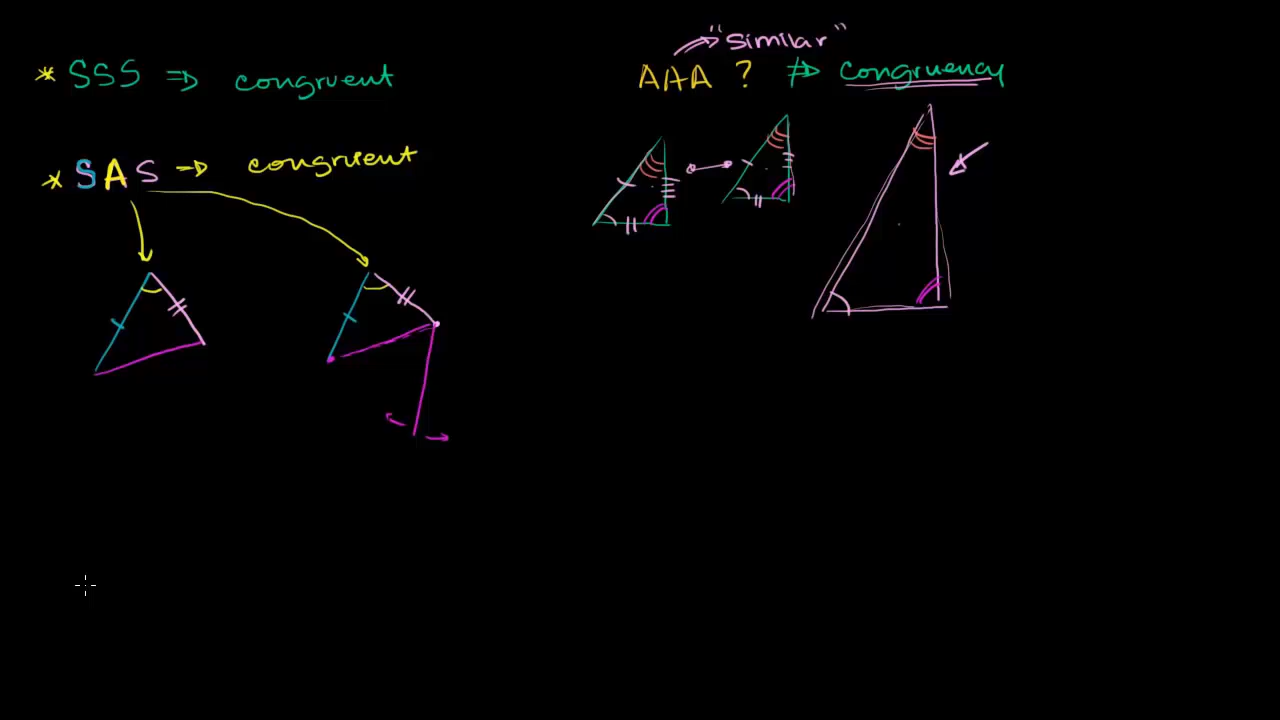 * SSS ⇒ congruent
* SAS ⇒ congruent
"Similar"
AAA ? ⇏ congruency